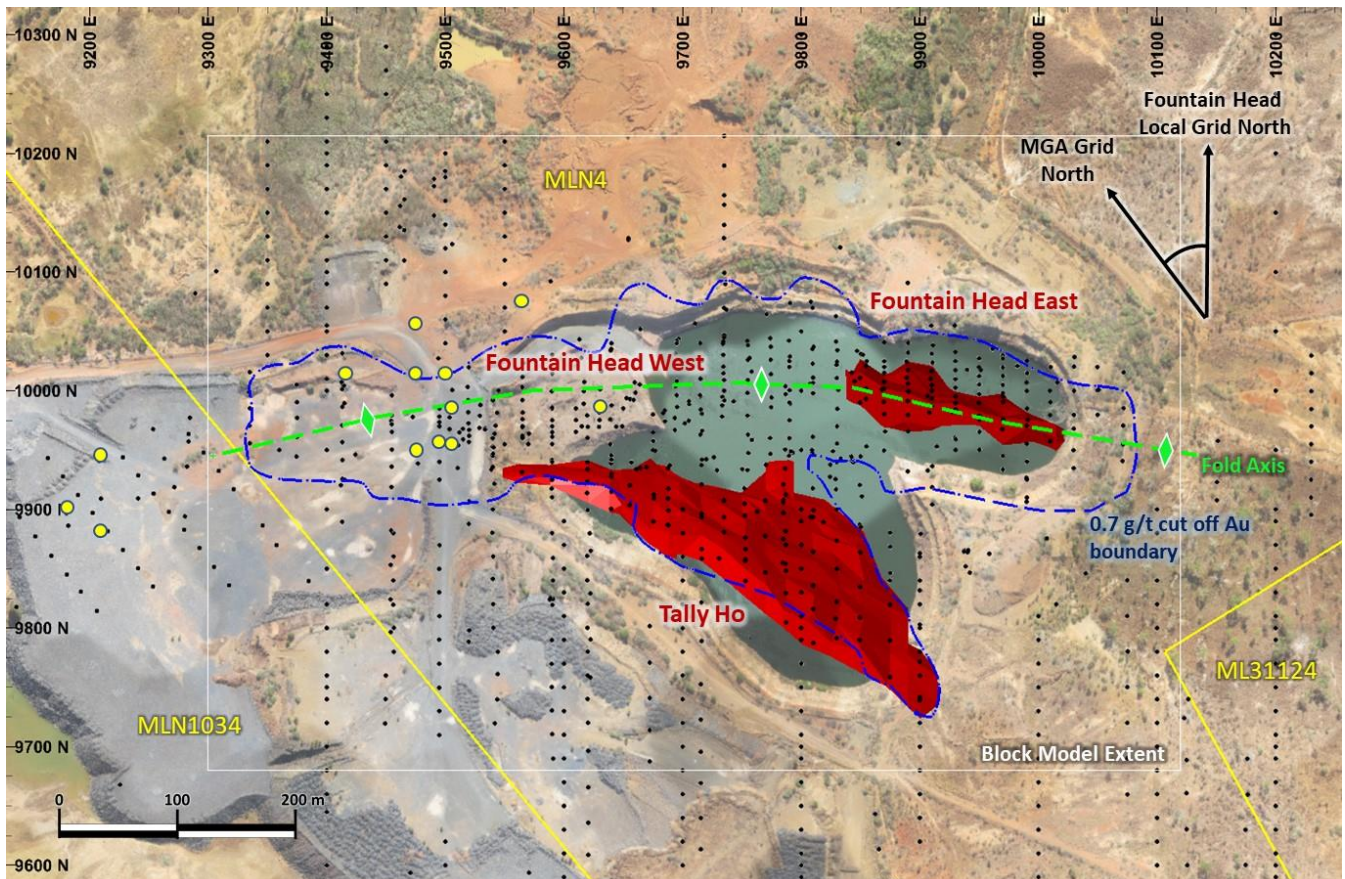 9200 E
9300 E
9400 E
9500 E
9600 E
9700 E
9800 E
9900 E
10000 E
10100 E
10200 E
10300 N
Fountain Head
Local Grid North
MGA Grid
North
10200 N
MLN4
10100 N
Fountain Head East
Fountain Head West
10000 N
Fold Axis
9900 N
0.7 g/t cut off Au
boundary
Tally Ho
9800 N
ML31124
MLN1034
9700 N
Block Model Extent
0
100
200 m
9600 N